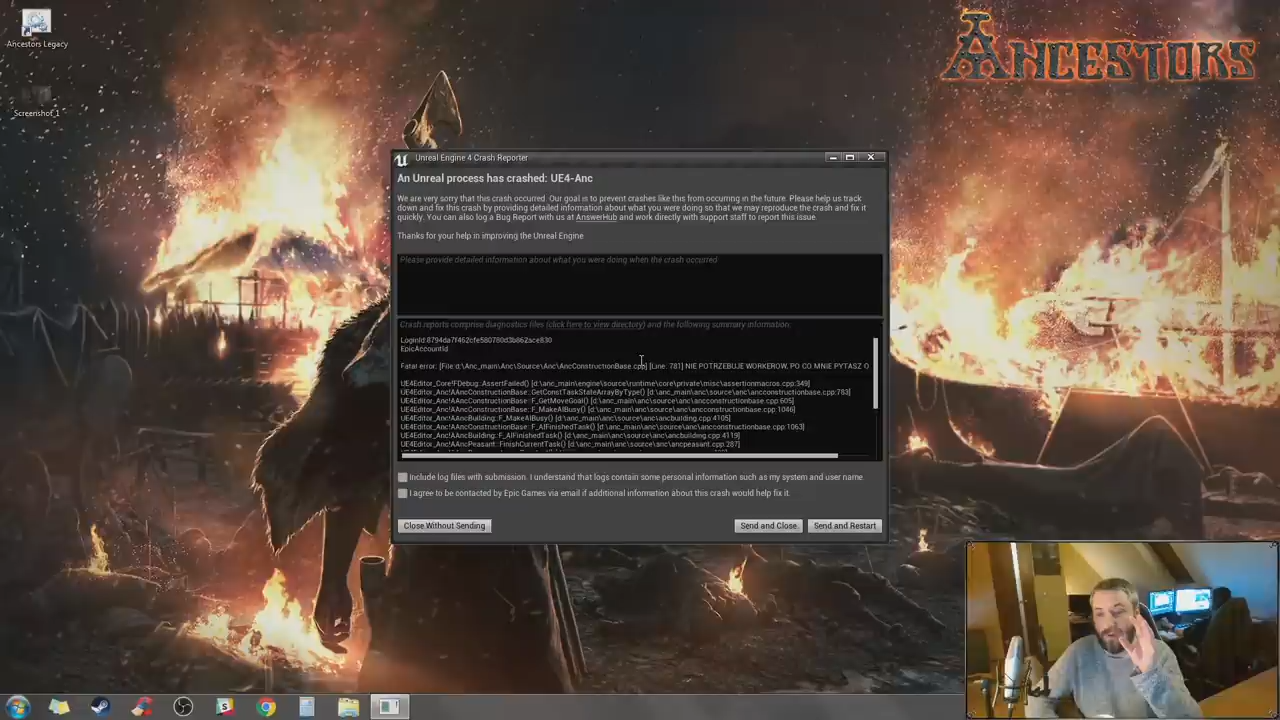 Ancestors Legacy
Screenshot_1
ANCESTORS
Unreal Engine 4 Crash Reporter
An Unreal process has crashed: UE4-Anc
We are very sorry that this crash occurred. Our goal is to prevent crashes like this from occurring in the future. Please help us track
down and fix this crash by providing detailed information about what you were doing so that we may reproduce the crash and fix it
quickly. You can also log a Bug Report with us at AnswerHub and work directly with support staff to report this issue.
Thanks for your help in improving the Unreal Engine
Please provide detailed information about what you were doing when the crash occurred
Crash reports comprise diagnostics files (click here to view directory) and the following summary information:
EpicAccountId
Fatal error: [File:d:\Anc_main\Anc\Source\Anc\AncConstructionBase.cpp] [Line: 781] NIE POTRZEBUJE WORKEROW, PO CO MNIE PYTASZ O
UE4Editor_Core!FDebug::AssertFailed() [d:\anc_main\engine\source\runtime\core\private\misc\assertionmacros.cpp:349]
UE4Editor_Anc!AAncConstructionBase::GetConstTaskStateArrayByType() [d:\anc_main\anc\source\anc\ancconstructionbase.cpp:783]
UE4Editor_Anc!AAncConstructionBase::F_GetMoveGoal() [d:\anc_main\anc\source\anc\ancconstructionbase.cpp:605]
UE4Editor_Anc!AAncConstructionBase::F_MakeAIBusy() [d:\anc_main\anc\source\anc\ancconstructionbase.cpp:1046]
UE4Editor_Anc!AAncBuilding::F_MakeAIBusy() [d:\anc_main\anc\source\anc\ancbuilding.cpp:4105]
UE4Editor_Anc!AAncConstructionBase::F_AIFinishedTask() [d:\anc_main\anc\source\anc\ancconstructionbase.cpp:1063]
UE4Editor_Anc!AAncBuilding::F_AIFinishedTask() [d:\anc_main\anc\source\anc\ancbuilding.cpp:4119]
UE4Editor_Anc!AAncPeasant::FinishCurrentTask() [d:\anc_main\anc\source\anc\ancpeasant.cpp:287]
Include log files with submission. I understand that logs contain some personal information such as my system and user name.
I agree to be contacted by Epic Games via email if additional information about this crash would help fix it.
Close Without Sending
Send and Close
Send and Restart